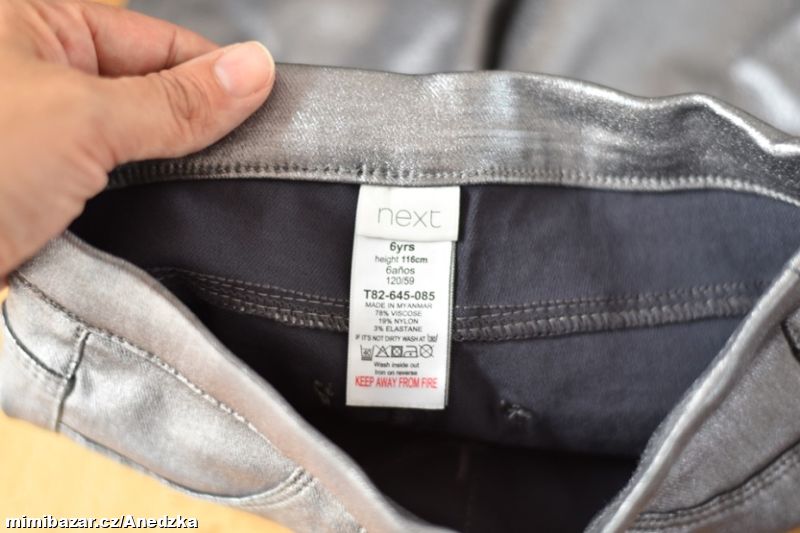 next
6yrs
height 116cm
6años
120/59
T82-645-085
MADE IN MYANMAR
78% VISCOSE
19% NYLON
3% ELASTANE
IF IT'S NOT DIRTY WASH AT 30
40
Wash inside out
Iron on reverse
KEEP AWAY FROM FIRE
mimibazar.cz/Anedzka